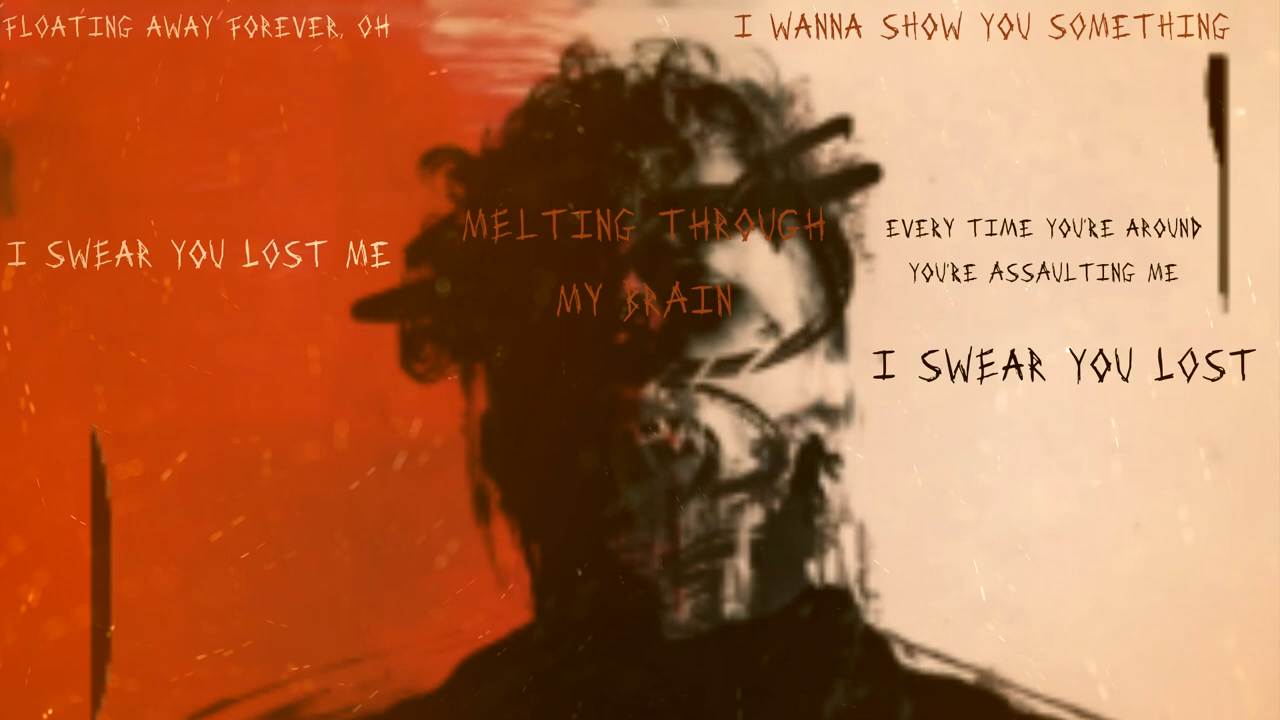 FLOATING AWAY FOREVER, OH
I WANNA SHOW YOU SOMETHING
I SWEAR YOU LOST ME
MELTING THROUGH
MY BRAIN
EVERY TIME YOU'RE AROUND
YOU'RE ASSAULTING ME
I SWEAR YOU LOST